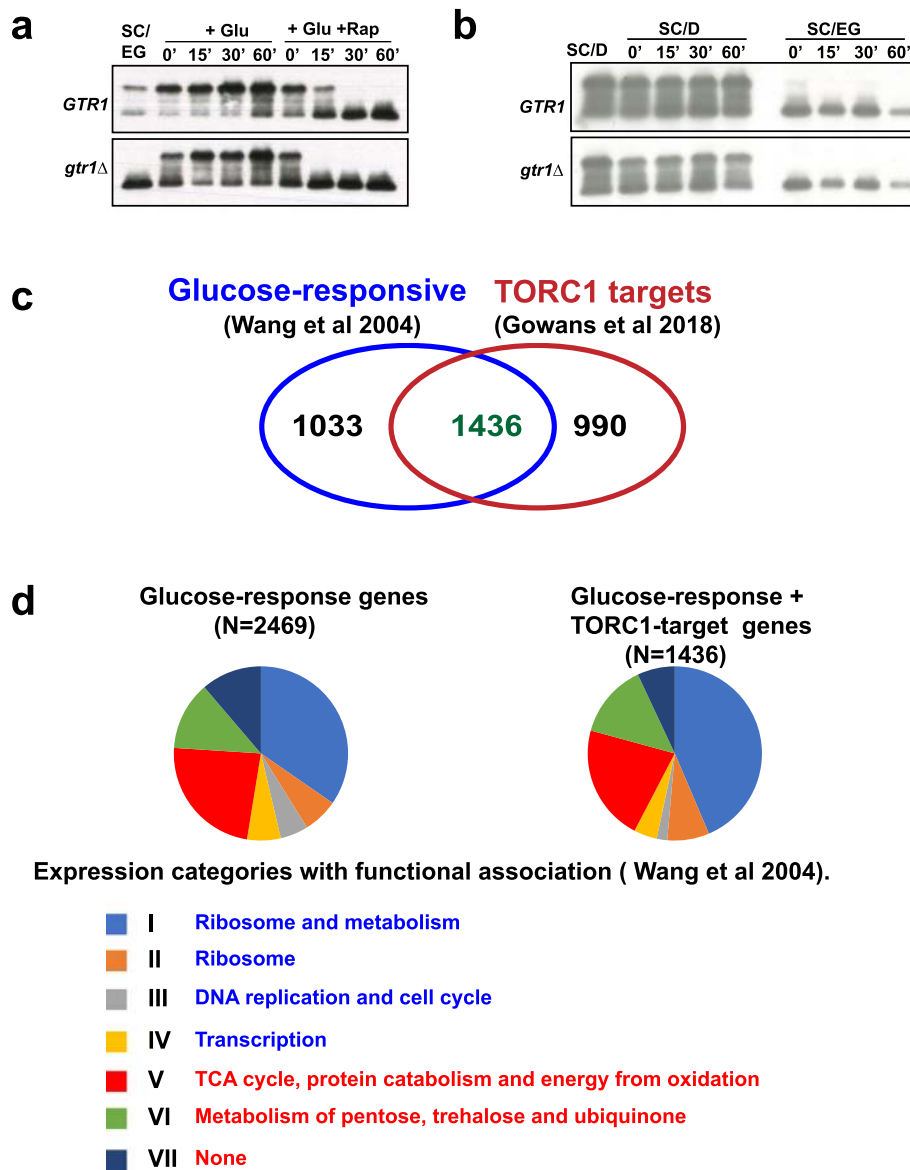 a
SC/
EG
+ Glu
+ Glu +Rap
0’ 15’ 30’ 60’ 0’ 15’ 30’ 60’
GTR1
gtr1Δ
b
SC/D
SC/D
SC/EG
0’ 15’ 30’ 60’ 0’ 15’ 30’ 60’
GTR1
gtr1Δ
c
Glucose-responsive
(Wang et al 2004)
TORC1 targets
(Gowans et al 2018)
1033
1436
990
d
Glucose-response genes
(N=2469)
Glucose-response +
TORC1-target genes
(N=1436)
Expression categories with functional association ( Wang et al 2004).
I Ribosome and metabolism
II Ribosome
III DNA replication and cell cycle
IV Transcription
V TCA cycle, protein catabolism and energy from oxidation
VI Metabolism of pentose, trehalose and ubiquinone
VII None